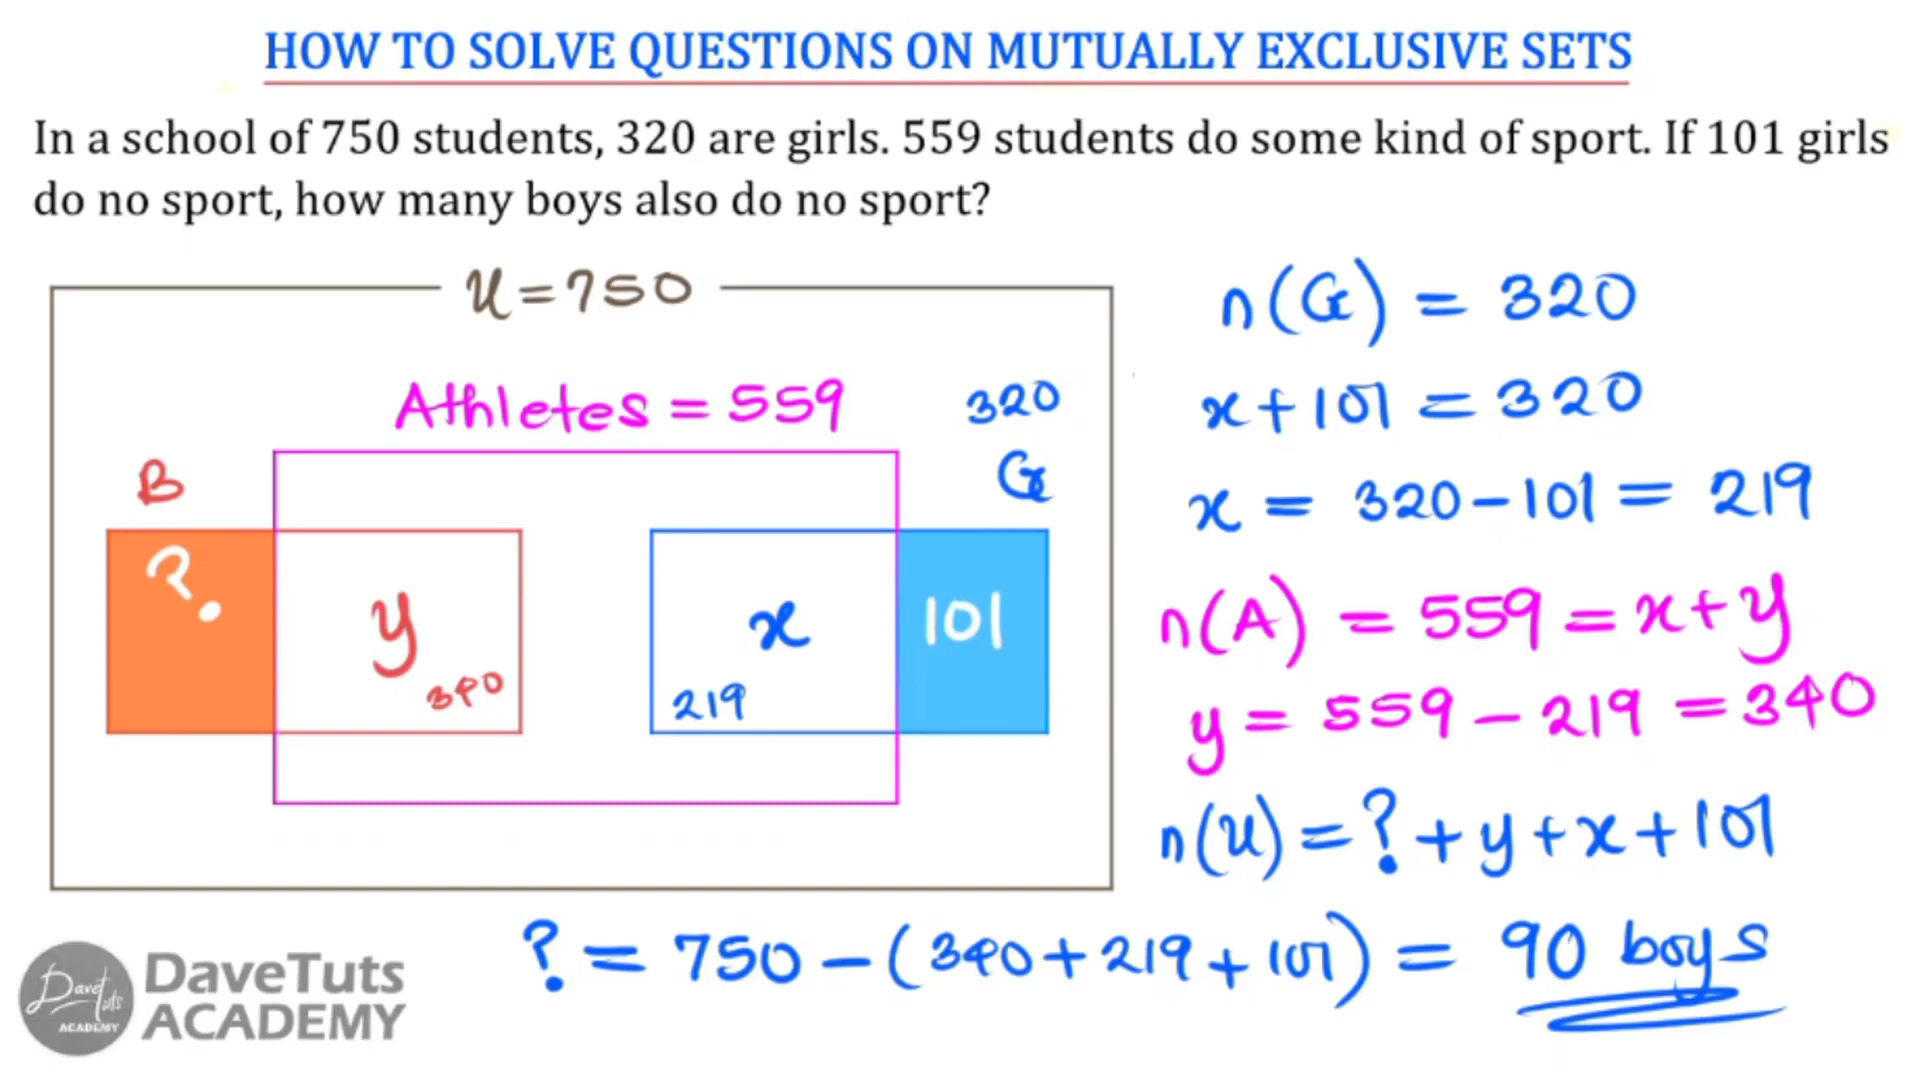 HOW TO SOLVE QUESTIONS ON MUTUALLY EXCLUSIVE SETS
In a school of 750 students, 320 are girls. 559 students do some kind of sport. If 101 girls
do no sport, how many boys also do no sport?
U = 750
Athletes = 559
320
B
G
?
y
340
x
219
101
n(G) = 320
x + 101 = 320
x = 320 - 101 = 219
n(A) = 559 = x + y
y = 559 - 219 = 340
n(U) = ? + y + x + 101
? = 750 - (340 + 219 + 101) = 90 boys
Dave Tuts
ACADEMY
DaveTuts
ACADEMY